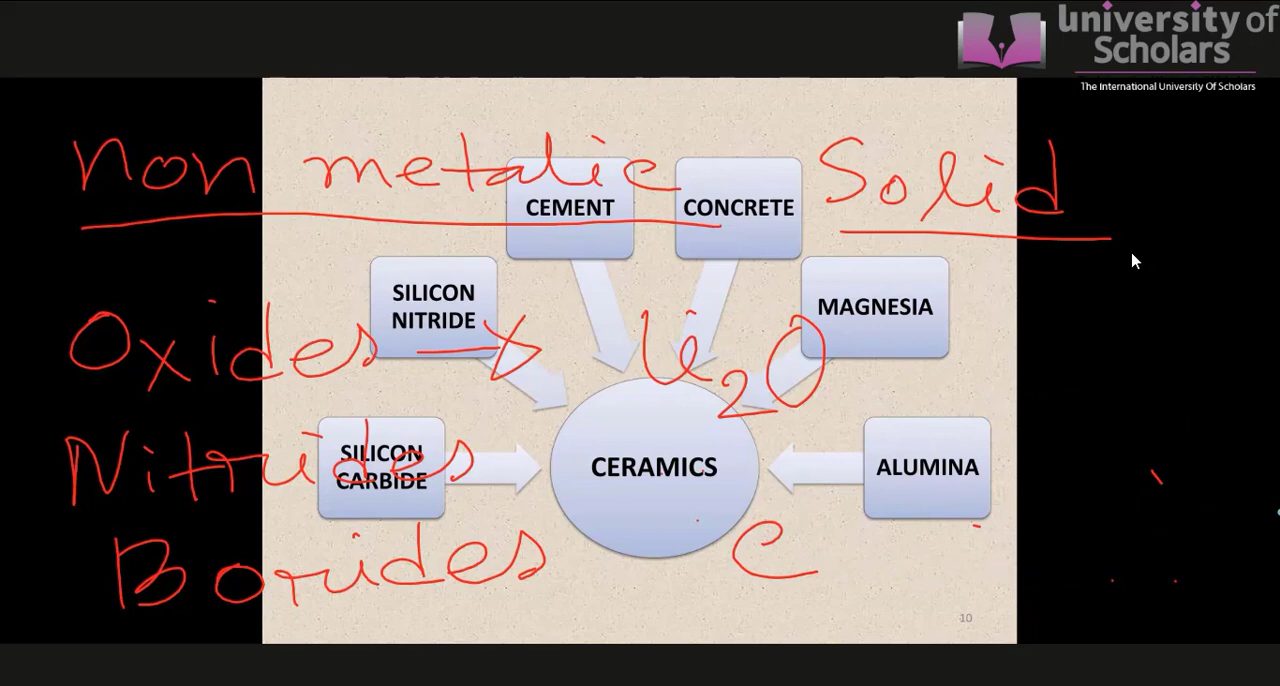 university of
Scholars
The International University Of Scholars
Non metalic Solid
CEMENT
CONCRETE
SILICON
NITRIDE
MAGNESIA
Oxides → Li2O
Nitrides
SILICON
CARBIDE
CERAMICS
ALUMINA
Borides C
10